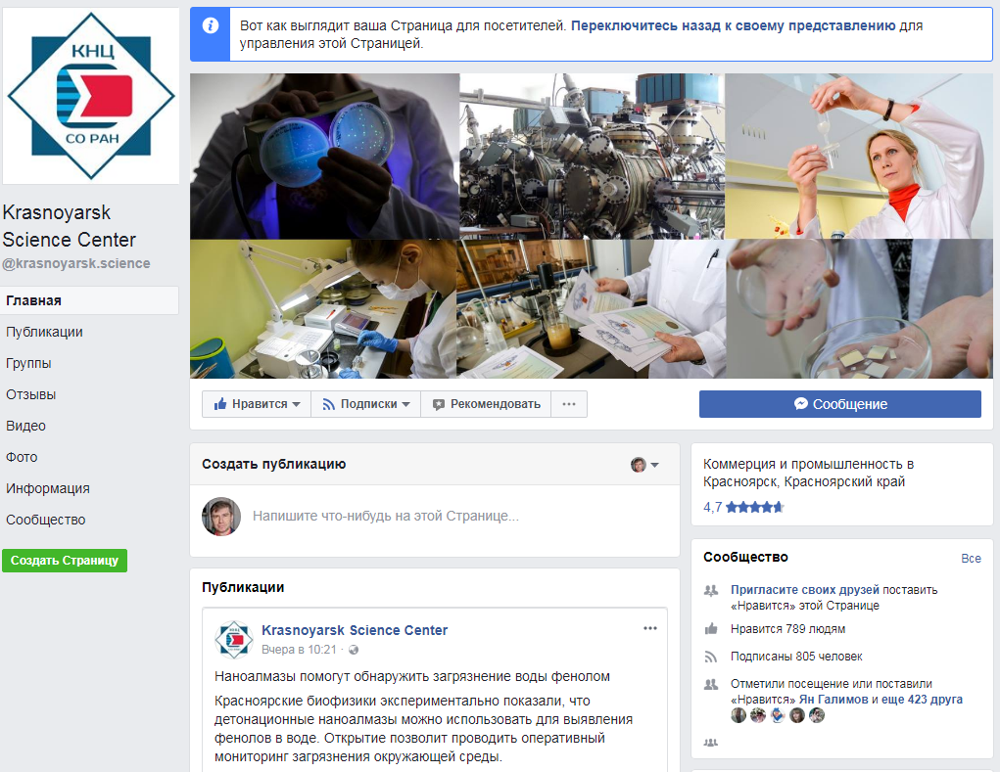 КНЦ
СО РАН
Krasnoyarsk
Science Center
@krasnoyarsk.science
Главная
Публикации
Группы
Отзывы
Видео
Фото
Информация
Сообщество
Создать Страницу
Вот как выглядит ваша Страница для посетителей. Переключитесь назад к своему представлению для
управления этой Страницей.
Нравится
Подписки
Рекомендовать
Сообщение
Создать публикацию
Напишите что-нибудь на этой Странице...
Публикации
КНЦ
Krasnoyarsk Science Center
Вчера в 10:21 ·
Наноалмазы помогут обнаружить загрязнение воды фенолом
Красноярские биофизики экспериментально показали, что
детонационные наноалмазы можно использовать для выявления
фенолов в воде. Открытие позволит проводить оперативный
мониторинг загрязнения окружающей среды.
Коммерция и промышленность в
Красноярск, Красноярский край
4,7
Сообщество
Все
Пригласите своих друзей поставить
«Нравится» этой Странице
Нравится 789 людям
Подписаны 805 человек
Отметили посещение или поставили
«Нравится» Ян Галимов и еще 423 друга